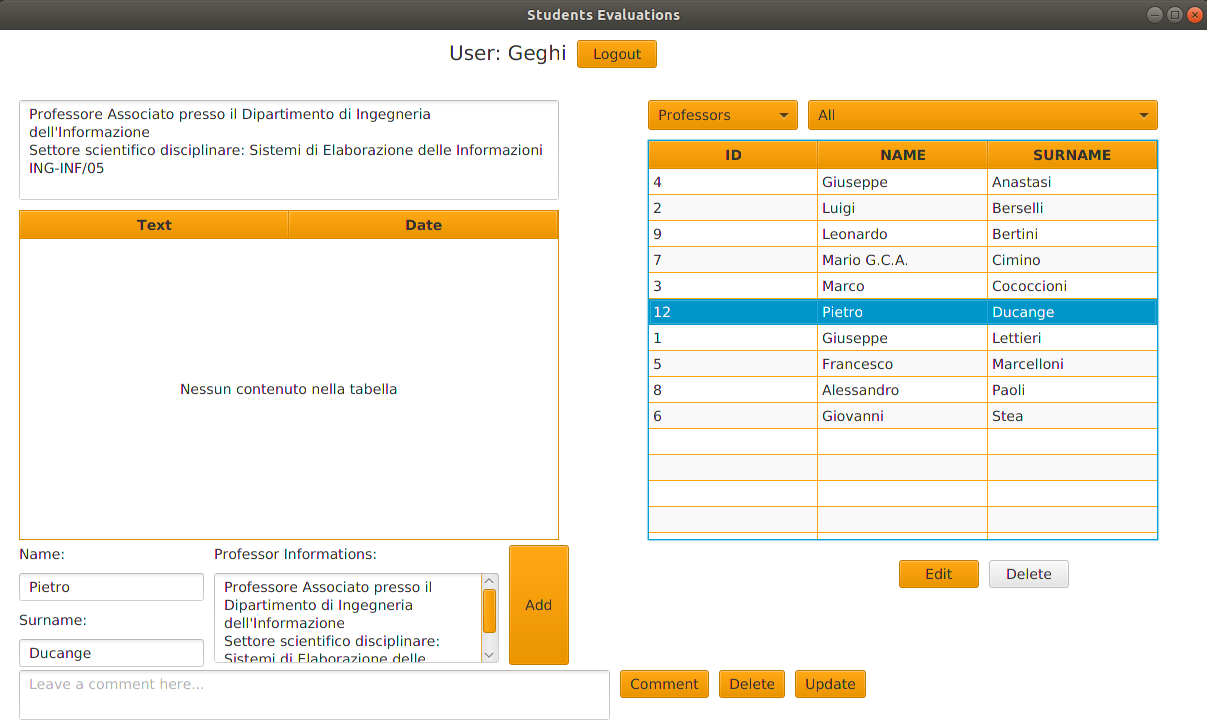 Students Evaluations
User: Geghi Logout
Professore Associato presso il Dipartimento di Ingegneria
dell'Informazione
Settore scientifico disciplinare: Sistemi di Elaborazione delle Informazioni
ING-INF/05
Text Date
Nessun contenuto nella tabella
Professors All
ID NAME SURNAME
4 Giuseppe Anastasi
2 Luigi Berselli
9 Leonardo Bertini
7 Mario G.C.A. Cimino
3 Marco Cococcioni
12 Pietro Ducange
1 Giuseppe Lettieri
5 Francesco Marcelloni
8 Alessandro Paoli
6 Giovanni Stea
Edit Delete
Name:
Pietro
Surname:
Ducange
Professor Informations:
Professore Associato presso il
Dipartimento di Ingegneria
dell'Informazione
Settore scientifico disciplinare:
Sistemi di Elaborazione delle
Add
Leave a comment here...
Comment Delete Update